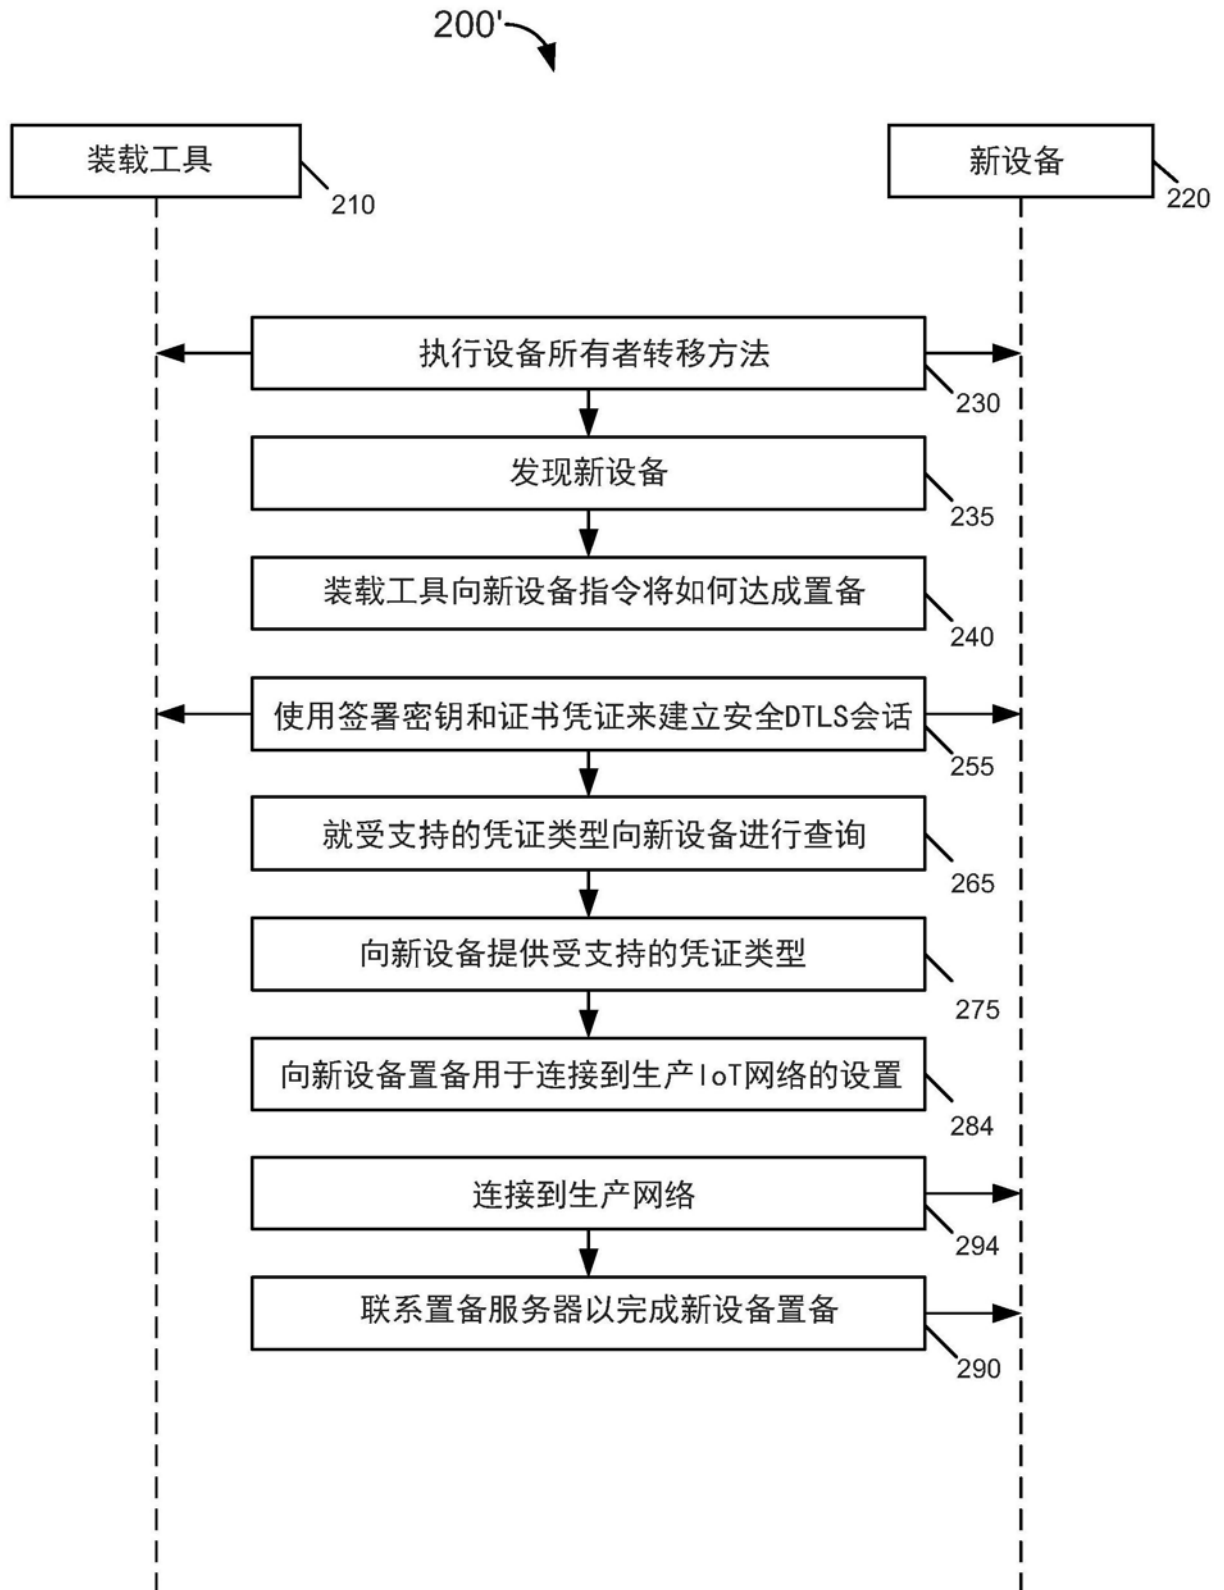 200'
装载工具
210
新设备
220
执行设备所有者转移方法
230
发现新设备
235
装载工具向新设备指令将如何达成置备
240
使用签署密钥和证书凭证来建立安全DTLS会话
255
就受支持的凭证类型向新设备进行查询
265
向新设备提供受支持的凭证类型
275
向新设备置备用于连接到生产IoT网络的设置
284
连接到生产网络
294
联系置备服务器以完成新设备置备
290